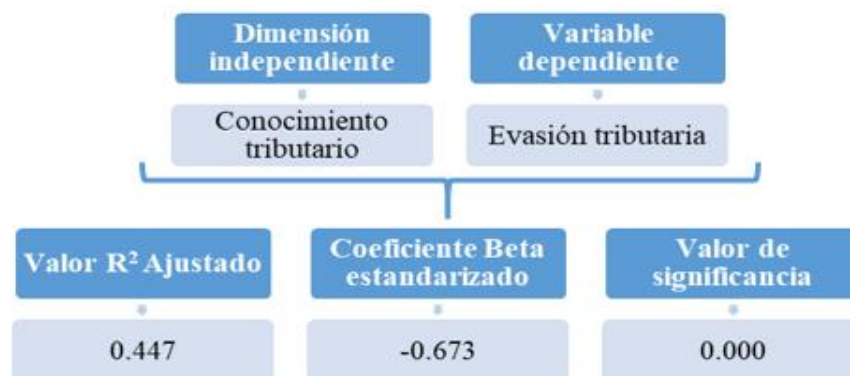 Dimensión
independiente
Variable
dependiente
Conocimiento
tributario
Evasión tributaria
Valor R² Ajustado
Coeficiente Beta
estandarizado
Valor de
significancia
0.447
-0.673
0.000